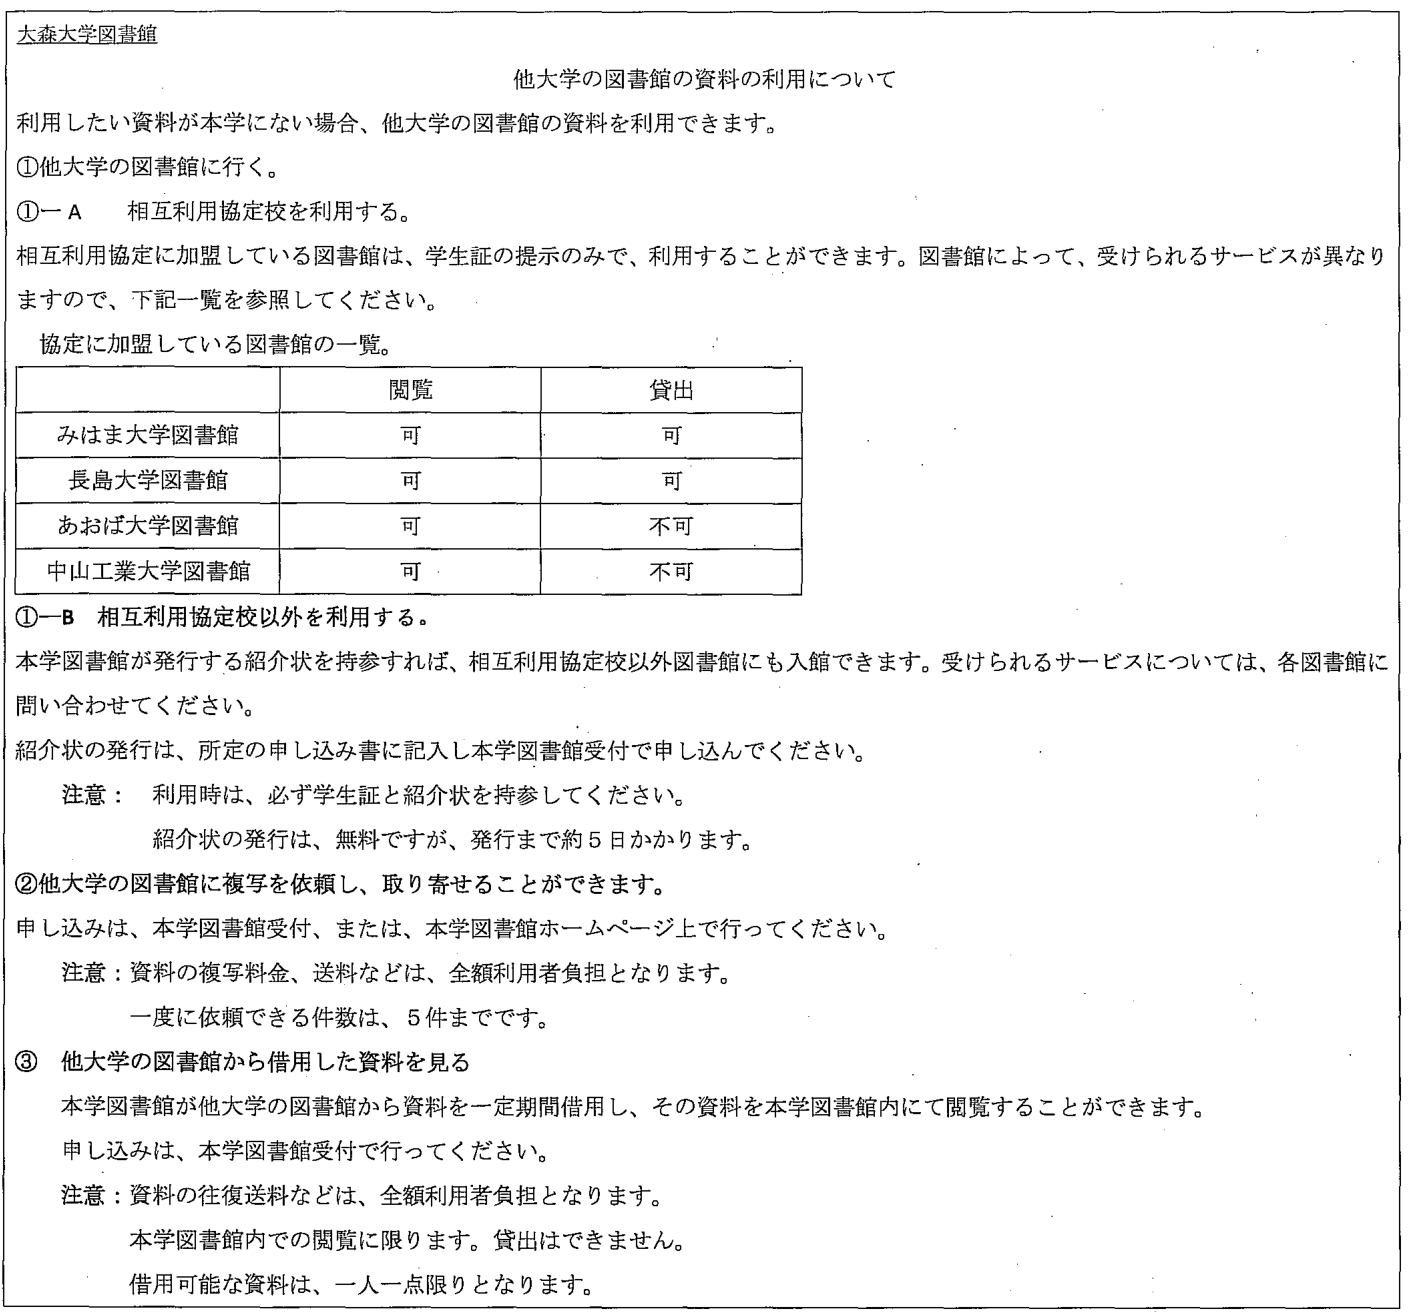 大森大学図書館
他大学の図書館の資料の利用について
利用したい資料が本学にない場合、他大学の図書館の資料を利用できます。
①他大学の図書館に行く。
①ー A　　相互利用協定校を利用する。
相互利用協定に加盟している図書館は、学生証の提示のみで、利用することができます。図書館によって、受けられるサービスが異なり
ますので、下記一覧を参照してください。
協定に加盟している図書館の一覧。
閲覧　貸出
みはま大学図書館　可　可
長島大学図書館　可　可
あおば大学図書館　可　不可
中山工業大学図書館　可　不可
①ーB　相互利用協定校以外を利用する。
本学図書館が発行する紹介状を持参すれば、相互利用協定校以外図書館にも入館できます。受けられるサービスについては、各図書館に
問い合わせてください。
紹介状の発行は、所定の申し込み書に記入し本学図書館受付で申し込んでください。
注意：　利用時は、必ず学生証と紹介状を持参してください。
紹介状の発行は、無料ですが、発行まで約５日かかります。
②他大学の図書館に複写を依頼し、取り寄せることができます。
申し込みは、本学図書館受付、または、本学図書館ホームページ上で行ってください。
注意：資料の複写料金、送料などは、全額利用者負担となります。
一度に依頼できる件数は、５件までです。
③　他大学の図書館から借用した資料を見る
本学図書館が他大学の図書館から資料を一定期間借用し、その資料を本学図書館内にて閲覧することができます。
申し込みは、本学図書館受付で行ってください。
注意：資料の往復送料などは、全額利用者負担となります。
本学図書館内での閲覧に限ります。貸出はできません。
借用可能な資料は、一人一点限りとなります。